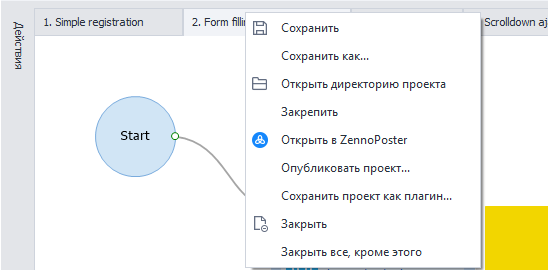 Действия
1. Simple registration
2. Form filli
Scrolldown aj
Start
Сохранить
Сохранить как...
Открыть директорию проекта
Закрепить
Открыть в ZennoPoster
Опубликовать проект...
Сохранить проект как плагин...
Закрыть
Закрыть все, кроме этого